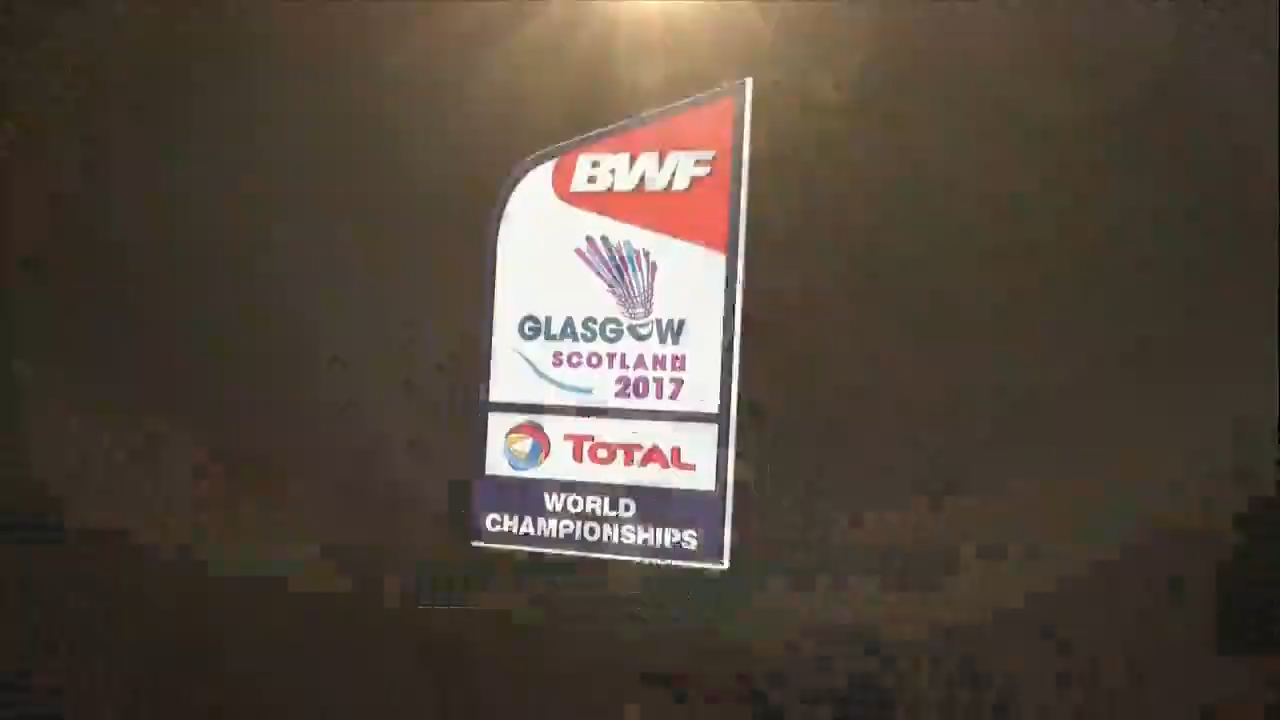 BWF
GLASGOW
SCOTLAND
2017
TOTAL
WORLD
CHAMPIONSHIPS